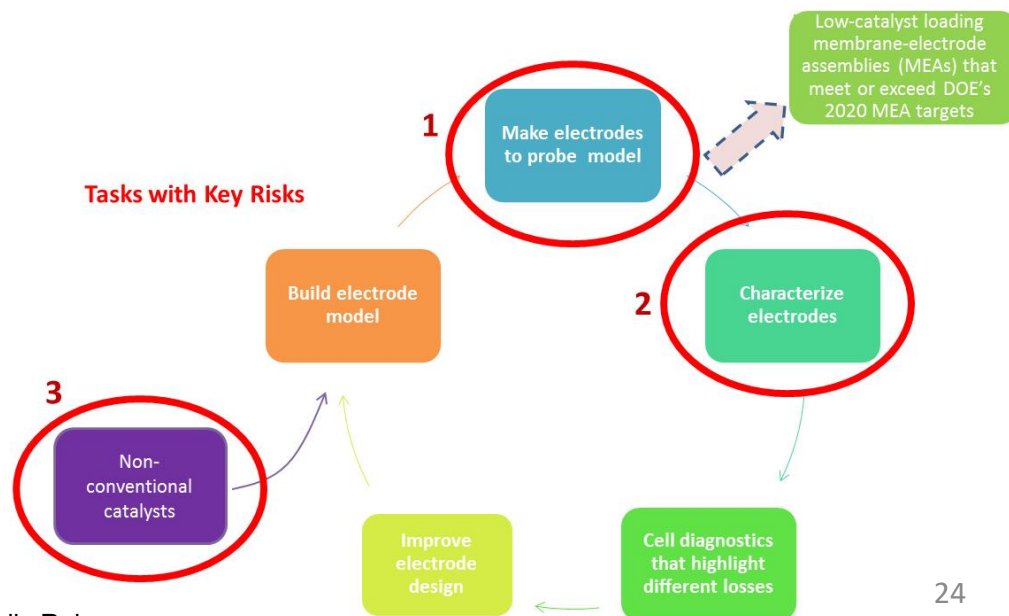 Low-catalyst loading
membrane-electrode
assemblies (MEAs) that
meet or exceed DOE's
2020 MEA targets
1
Make electrodes
to probe model
Tasks with Key Risks
Build electrode
model
2
Characterize
electrodes
3
Non-
conventional
catalysts
Improve
electrode
design
Cell diagnostics
that highlight
different losses
24